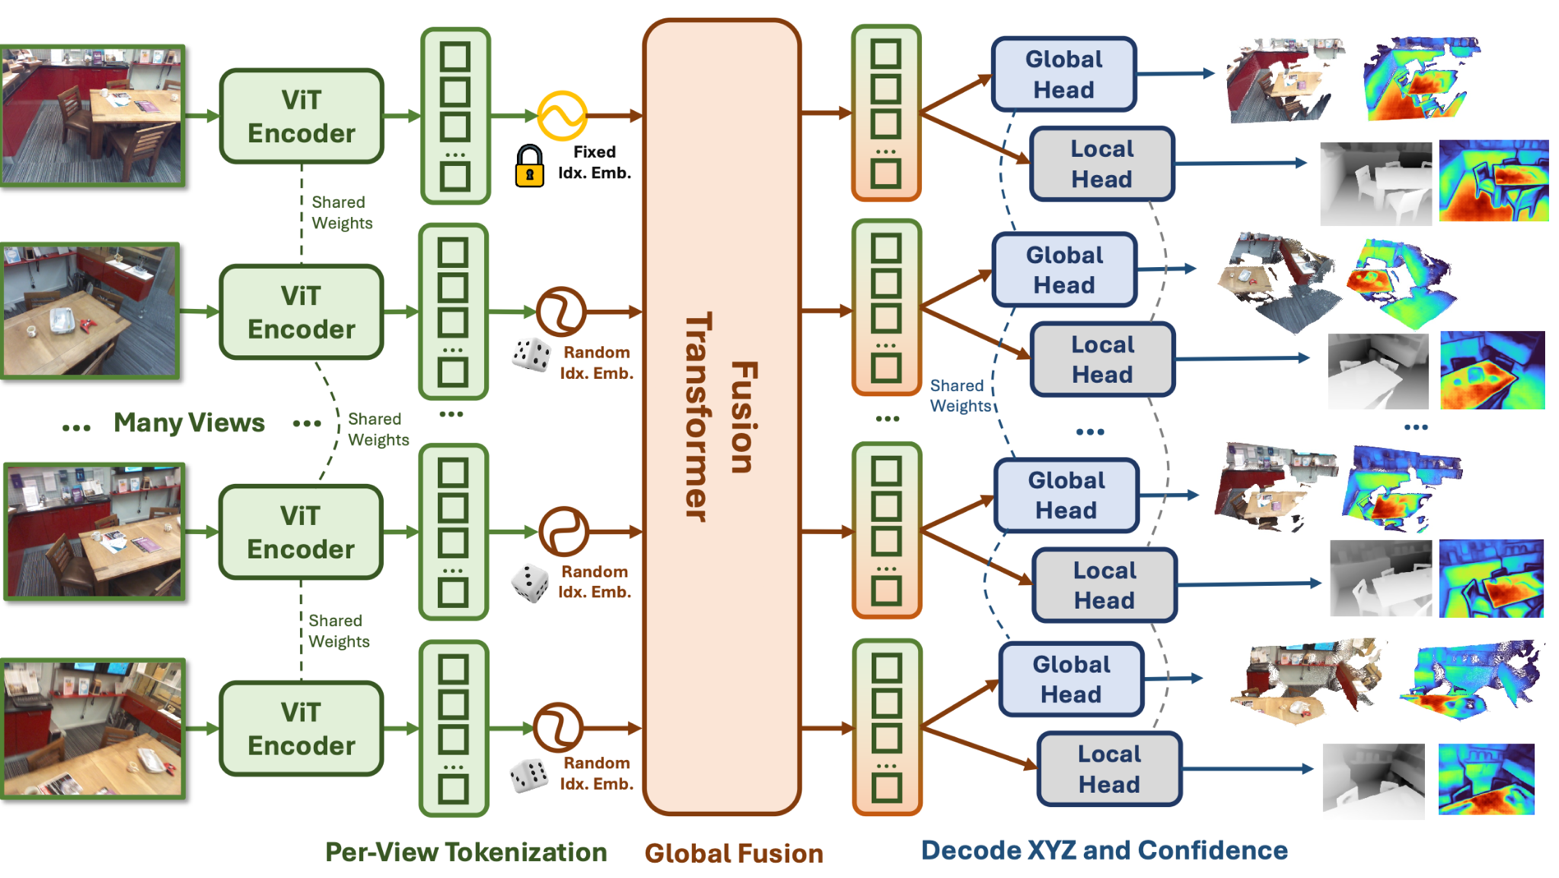 ViT
Encoder
Fixed
Idx. Emb.
Global
Head
Local
Head
Shared
Weights
ViT
Encoder
Random
Idx. Emb.
Global
Head
Local
Head
Shared
Weights
... Many Views ...
Shared
Weights
...
Fusion
Transformer
...
...
...
ViT
Encoder
Random
Idx. Emb.
Global
Head
Local
Head
Shared
Weights
ViT
Encoder
Random
Idx. Emb.
Global
Head
Local
Head
Per-View Tokenization
Global Fusion
Decode XYZ and Confidence